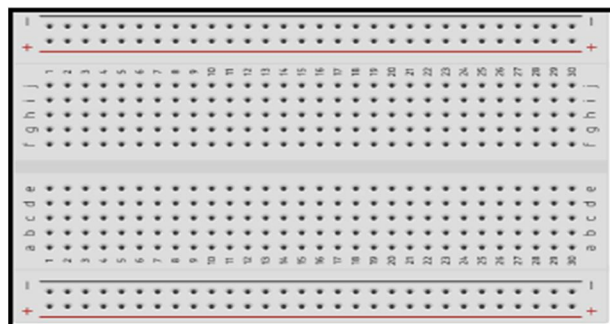 − −
+ +
1 2 3 4 5 6 7 8 9 10 11 12 13 14 15 16 17 18 19 20 21 22 23 24 25 26 27 28 29 30
j j
i i
h h
g g
f f
e e
d d
c c
b b
a a
1 2 3 4 5 6 7 8 9 10 11 12 13 14 15 16 17 18 19 20 21 22 23 24 25 26 27 28 29 30
− −
+ +